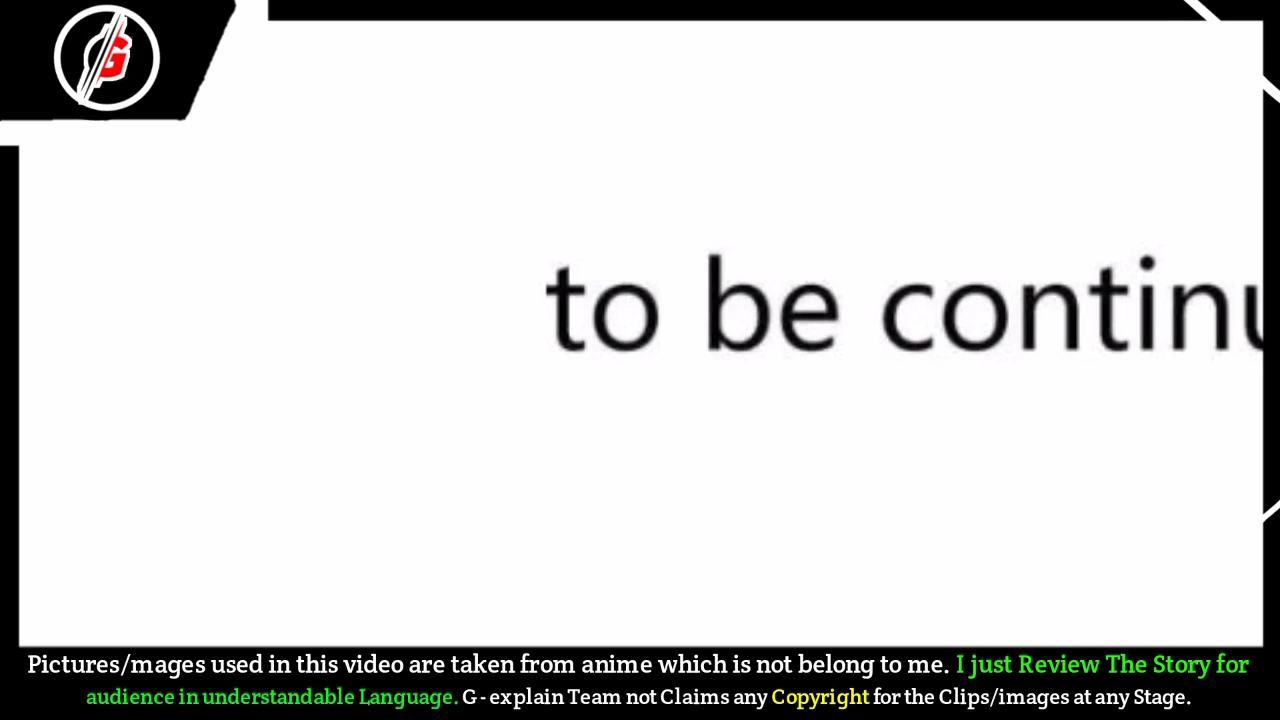 G
to be continu
Pictures/mages used in this video are taken from anime which is not belong to me. I just Review The Story for
audience in understandable Language. G-explain Team not Claims any Copyright for the Clips/images at any Stage.